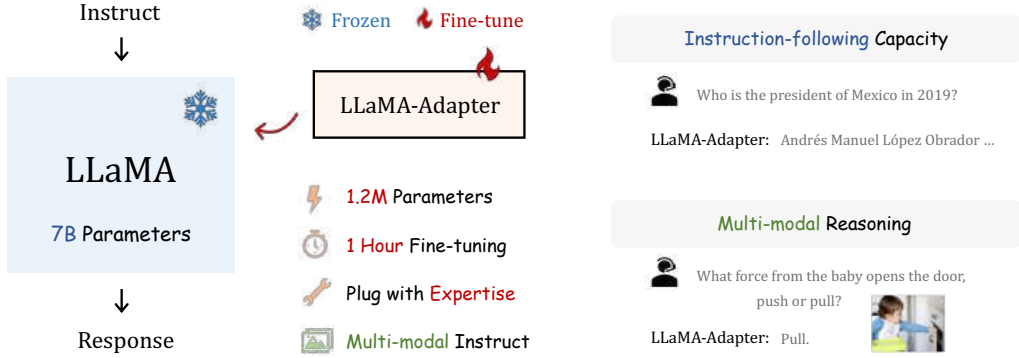 Instruct
LLaMA
7B Parameters
Response
Frozen
Fine-tune
LLaMA-Adapter
1.2M Parameters
1 Hour Fine-tuning
Plug with Expertise
Multi-modal Instruct
Instruction-following Capacity
Who is the president of Mexico in 2019?
LLaMA-Adapter: Andrés Manuel López Obrador ...
Multi-modal Reasoning
What force from the baby opens the door,
push or pull?
LLaMA-Adapter: Pull.